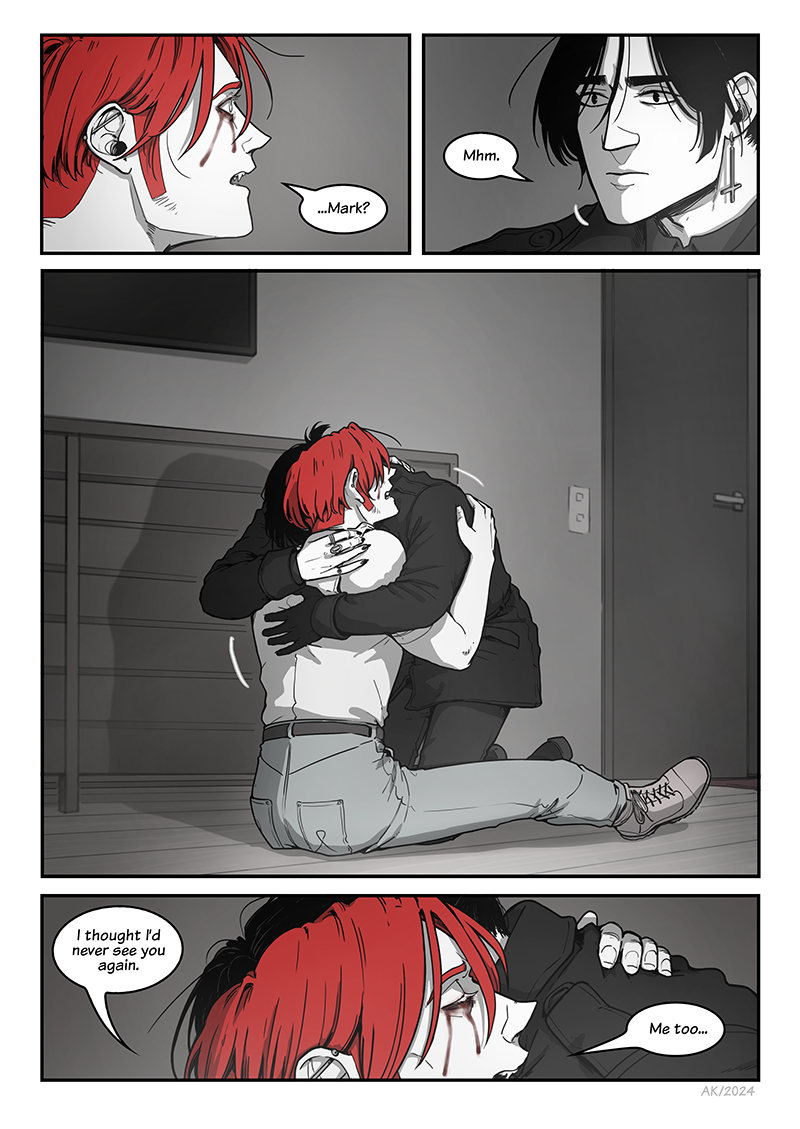 ...Mark?
Mhm.
I thought I'd
never see you
again.
Me too...
AK/2024